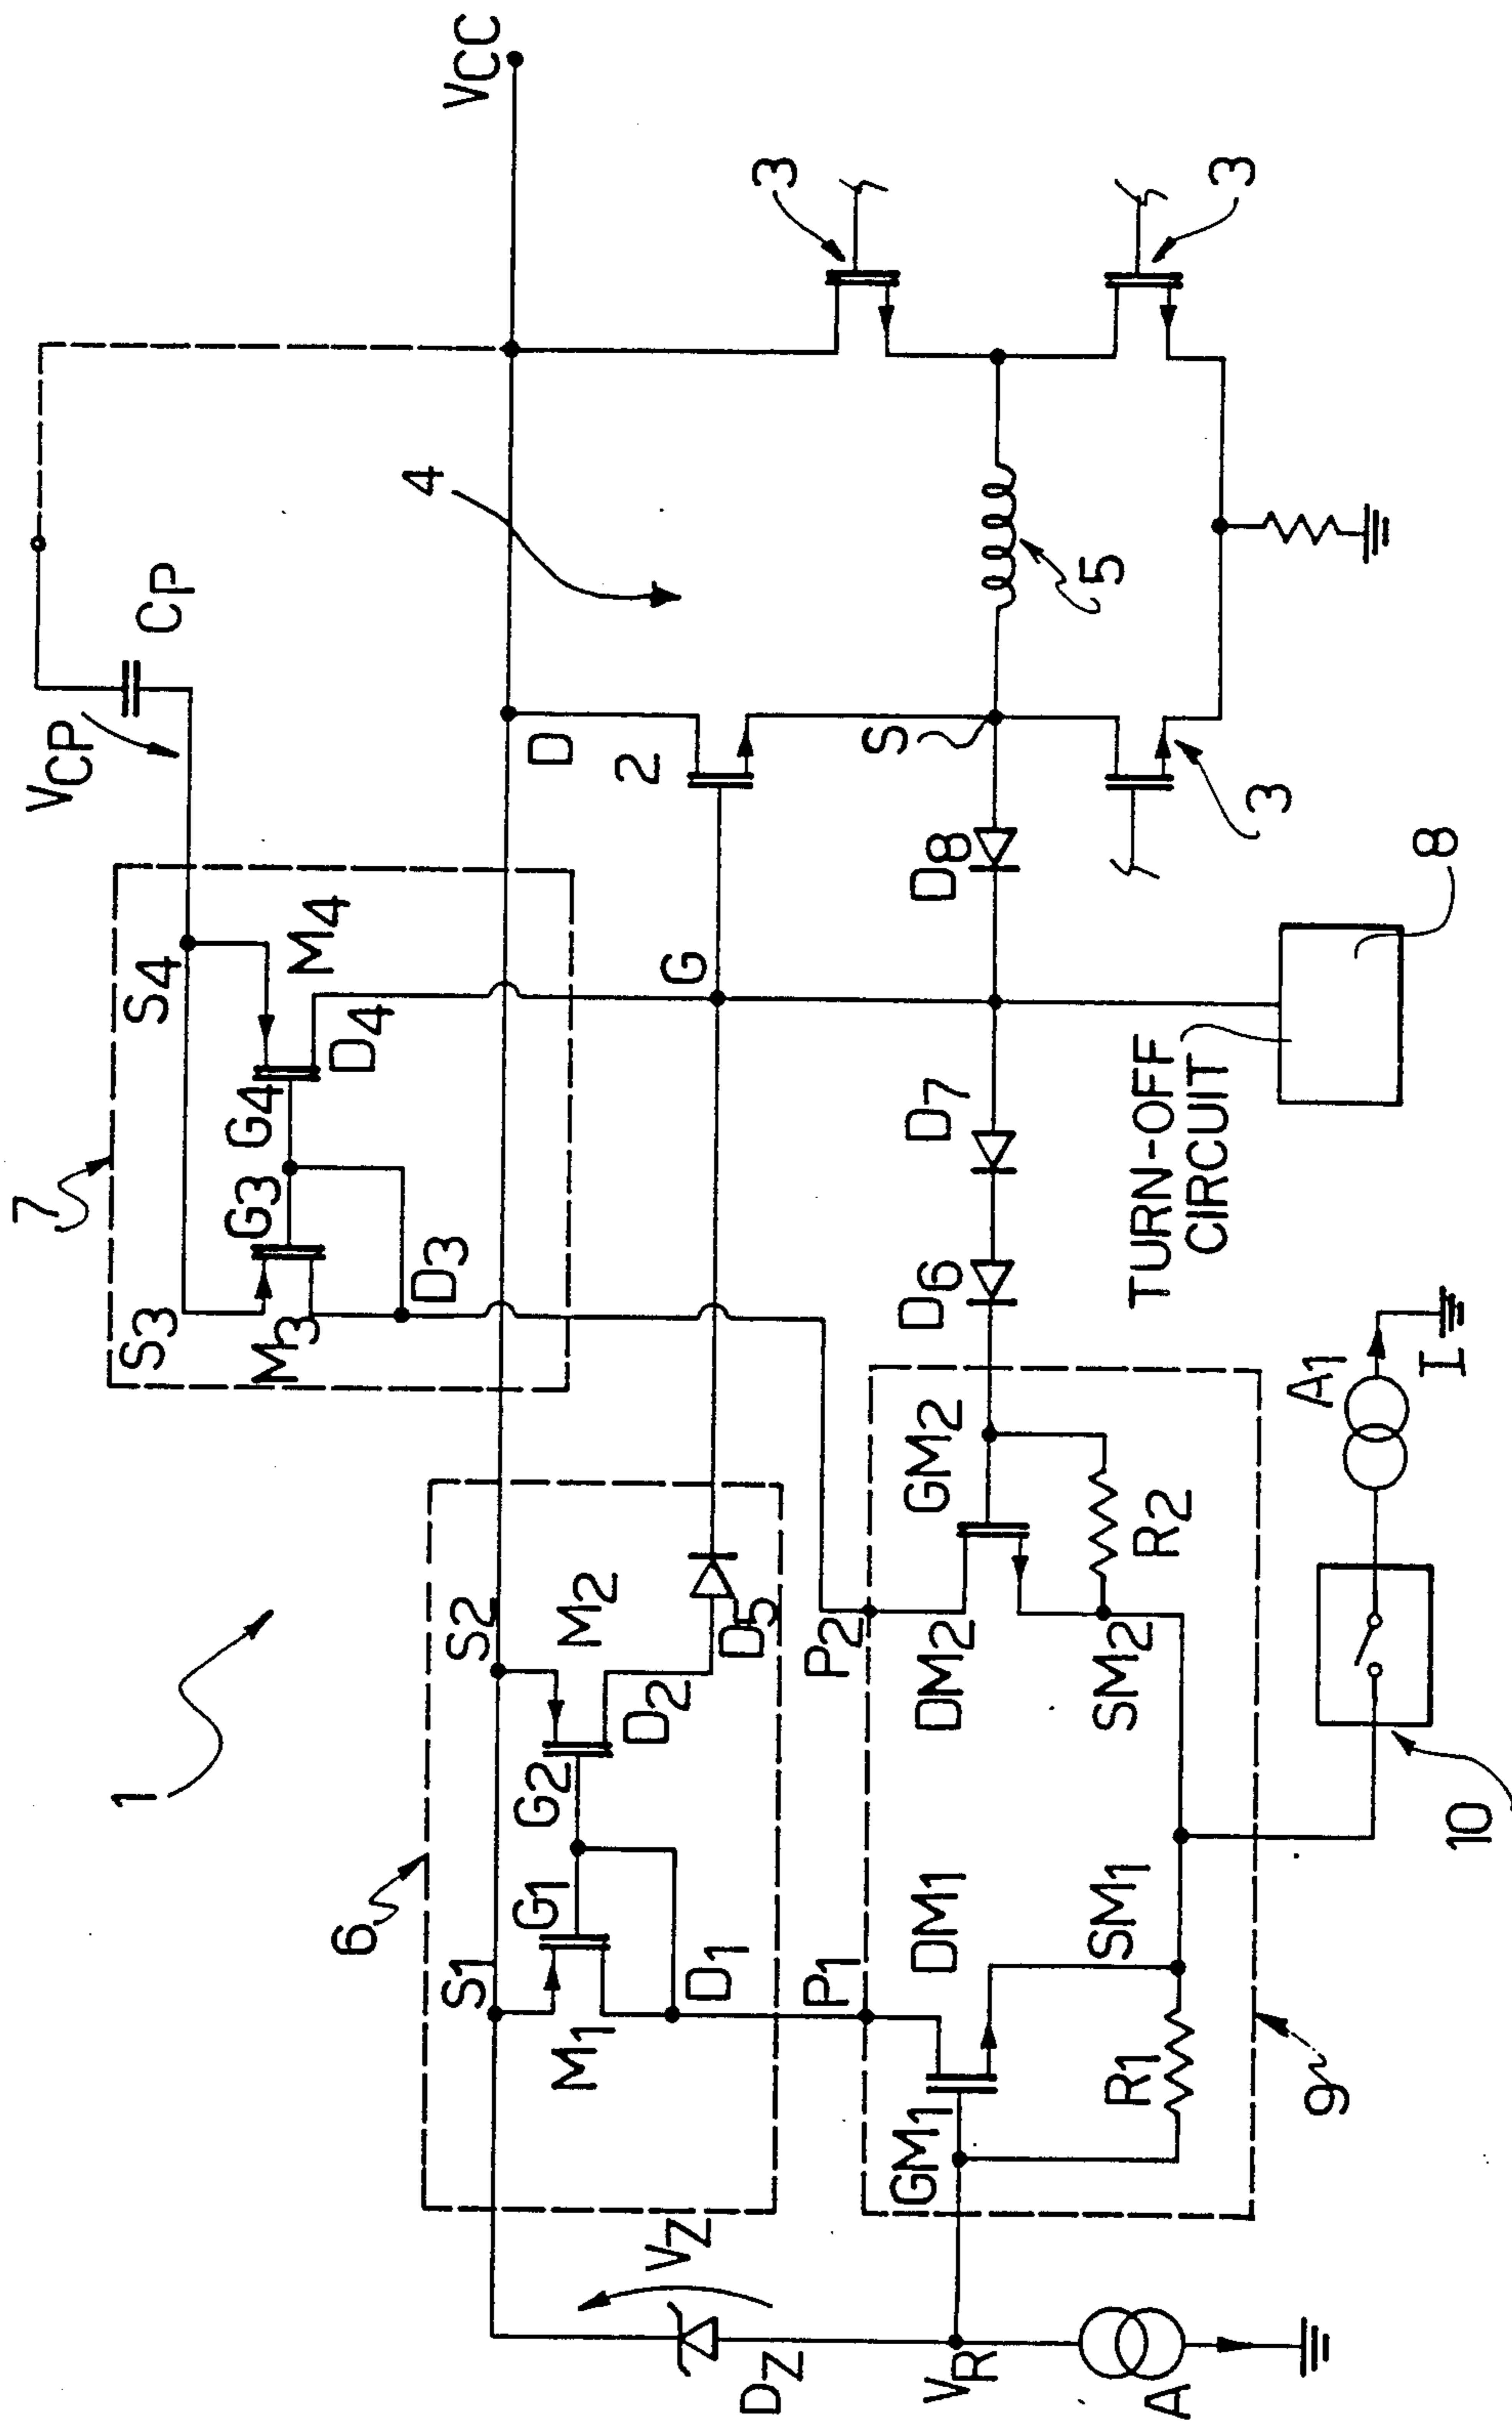 1
VCC
VCP
CP
7
S3
S4
M3
G3
G4
M4
D3
D4
4
3
3
6
S1
S2
M1
G1
G2
M2
D1
D2
D5
D
2
G
S
5
VZ
DZ
VR
A
P1
P2
GM1
DM1
DM2
GM2
R1
SM1
SM2
R2
D6
D7
D8
3
9
TURN-OFF
CIRCUIT
8
10
A1
I